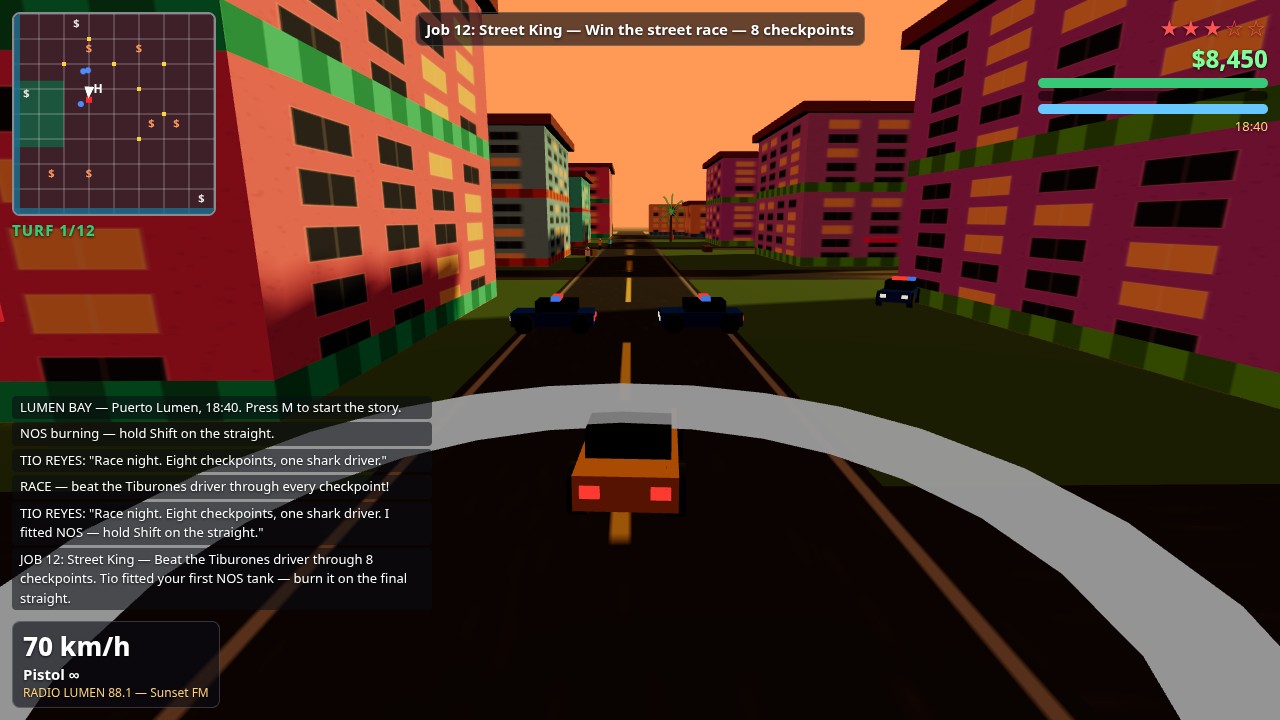 Job 12: Street King — Win the street race — 8 checkpoints
★★★☆☆
$8,450
18:40
$
$
$
$
H
$
$
$
$
$
TURF 1/12
LUMEN BAY — Puerto Lumen, 18:40. Press M to start the story.
NOS burning — hold Shift on the straight.
TIO REYES: "Race night. Eight checkpoints, one shark driver."
RACE — beat the Tiburones driver through every checkpoint!
TIO REYES: "Race night. Eight checkpoints, one shark driver. I
fitted NOS — hold Shift on the straight."
JOB 12: Street King — Beat the Tiburones driver through 8
checkpoints. Tio fitted your first NOS tank — burn it on the final
straight.
70 km/h
Pistol ∞
RADIO LUMEN 88.1 — Sunset FM